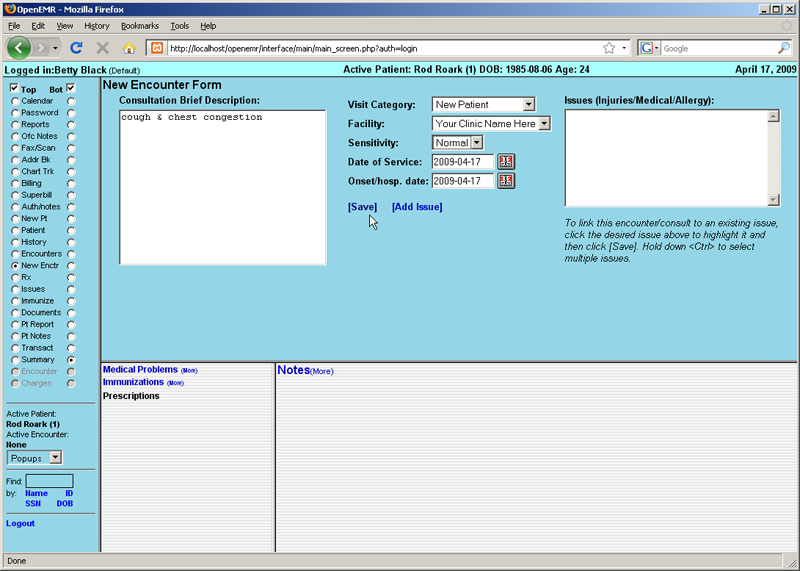 OpenEMR - Mozilla Firefox
File Edit View History Bookmarks Tools Help
http://localhost/openemr/interface/main/main_screen.php?auth=login
Google
Logged in:Betty Black (Default) Active Patient: Rod Roark (1) DOB: 1985-08-06 Age: 24 April 17, 2009
Top Bot
Calendar
Password
Reports
Ofc Notes
Fax/Scan
Addr Bk
Chart Trk
Billing
Superbill
Auth/notes
New Pt
Patient
History
Encounters
New Enctr
Rx
Issues
Immunize
Documents
Pt Report
Pt Notes
Transact
Summary
Encounter
Charges
Active Patient:
Rod Roark (1)
Active Encounter:
None
Popups
Find:
by: Name ID
SSN DOB
Logout
New Encounter Form
Consultation Brief Description:
cough & chest congestion
Visit Category: New Patient
Facility: Your Clinic Name Here
Sensitivity: Normal
Date of Service: 2009-04-17
Onset/hosp. date: 2009-04-17
[Save] [Add Issue]
Issues (Injuries/Medical/Allergy):
To link this encounter/consult to an existing issue,
click the desired issue above to highlight it and
then click [Save]. Hold down <Ctrl> to select
multiple issues.
Medical Problems (More)
Immunizations (More)
Prescriptions
Notes(More)
Done